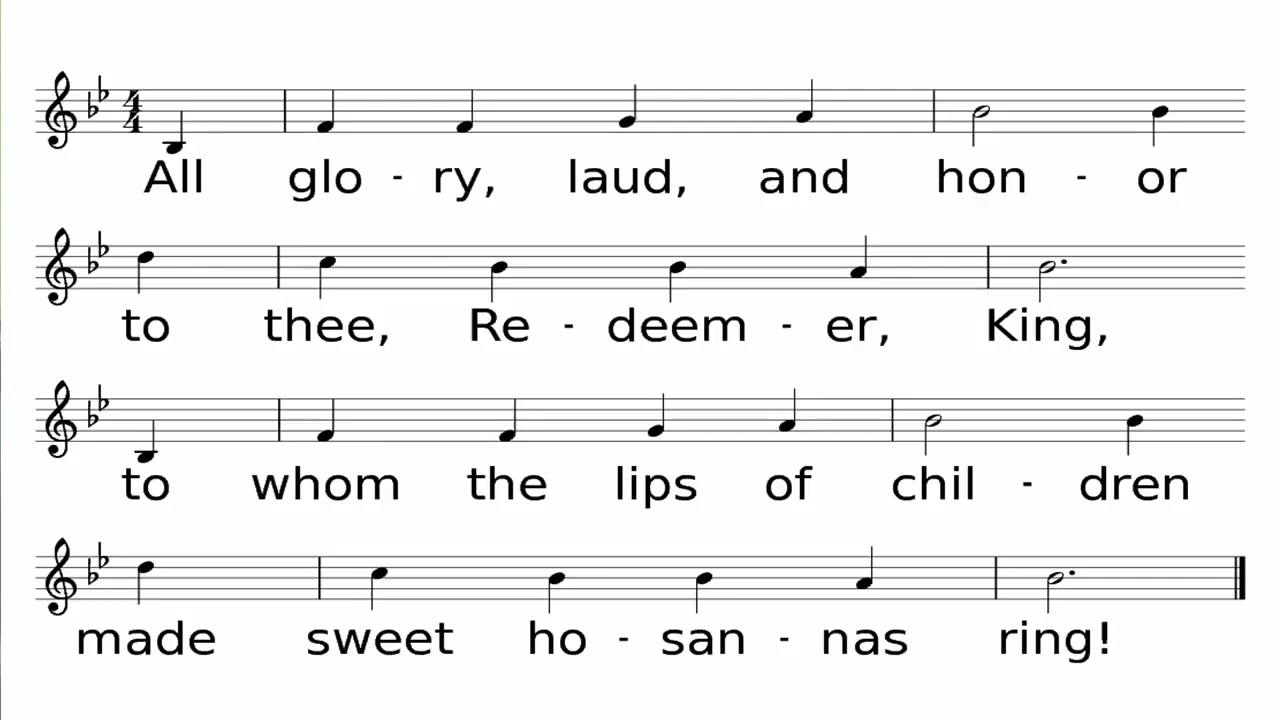 All glo - ry, laud, and hon - or
to thee, Re - deem - er, King,
to whom the lips of chil - dren
made sweet ho - san - nas ring!